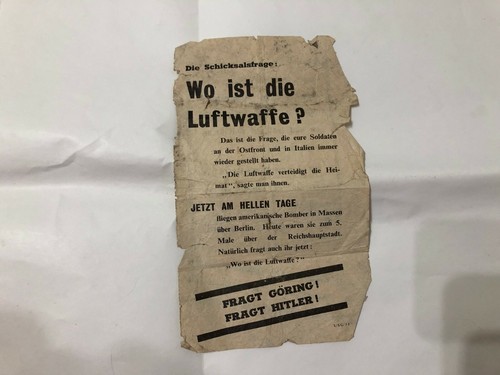 Die Schicksalsfrage:
Wo ist die
Luftwaffe?
Das ist die Frage, die eure Soldaten
an der Ostfront und in Italien immer
wieder gestellt haben.
„Die Luftwaffe verteidigt die Hei-
mat“, sagte man ihnen.
JETZT AM HELLEN TAGE
fliegen amerikanische Bomber in Massen
über Berlin. Heute waren sie zum 5.
Male über der Reichshauptstadt.
Natürlich fragt auch ihr jetzt:
„Wo ist die Luftwaffe?“
FRAGT GÖRING!
FRAGT HITLER!